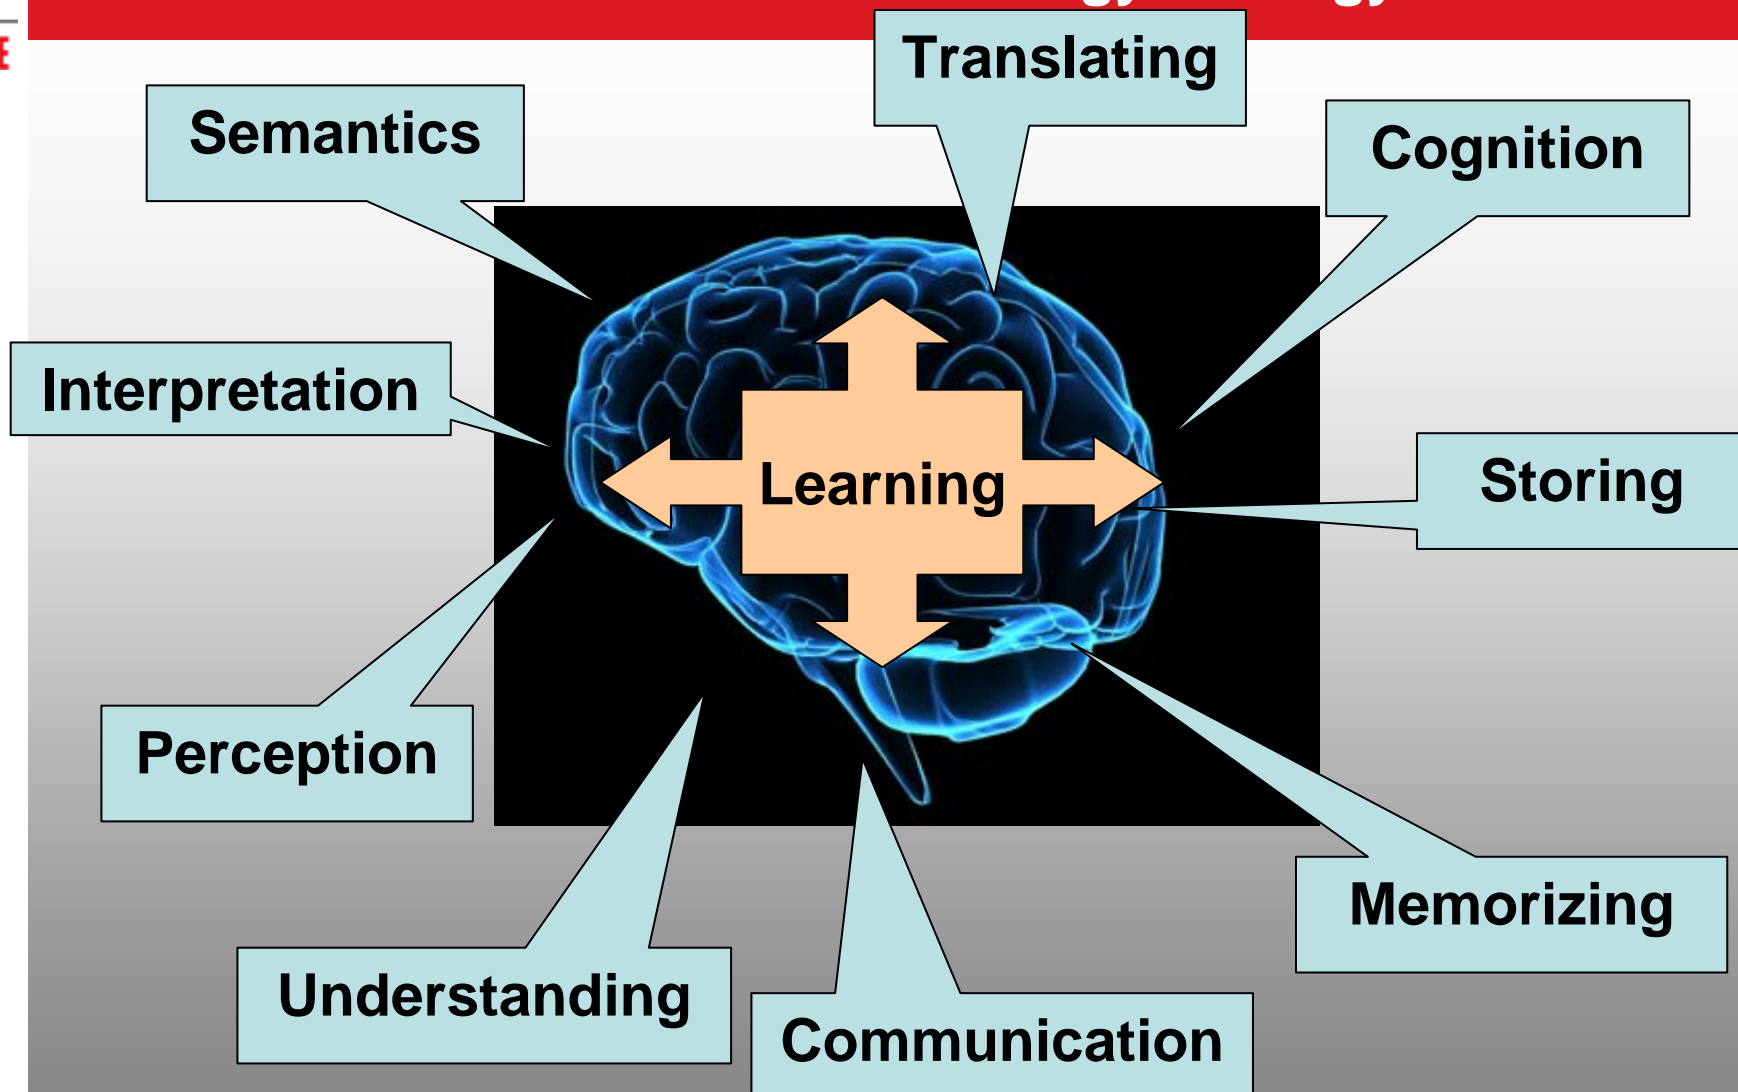 Translating
Semantics
Cognition
Interpretation
Learning
Storing
Perception
Memorizing
Understanding
Communication